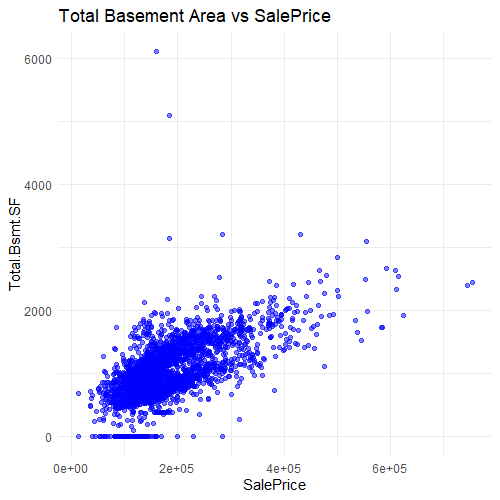 Total Basement Area vs SalePrice
6000
4000
2000
0
Total.Bsmt.SF
0e+00 2e+05 4e+05 6e+05
SalePrice